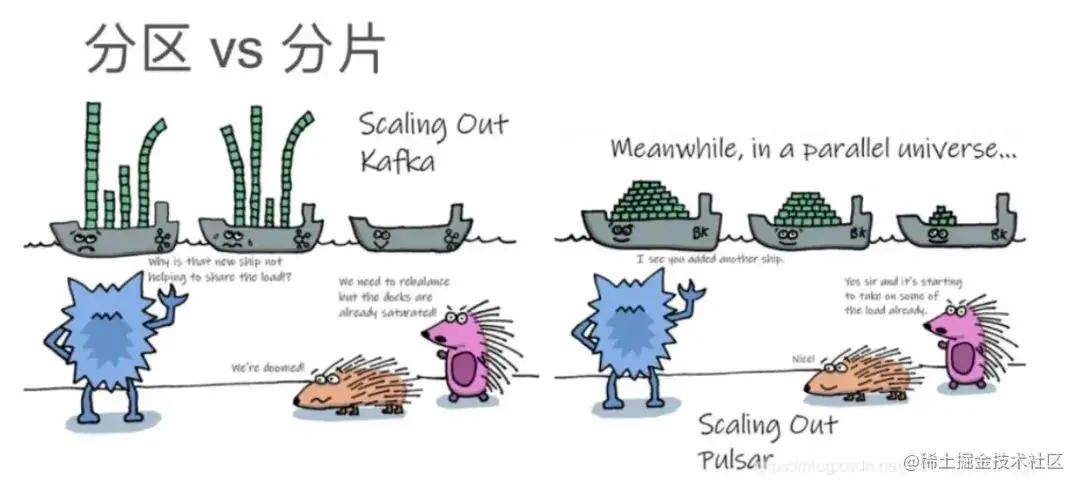 分区 vs 分片
Scaling Out
Kafka
Why is that new ship not
helping to share the load!?
We need to rebalance
but the docks are
already saturated!
We're doomed!
Meanwhile, in a parallel universe...
BK
BK
BK
I see you added another ship.
Yes sir and it's starting
to take on some of
the load already.
Nice!
Scaling Out
Pulsar
@稀土掘金技术社区